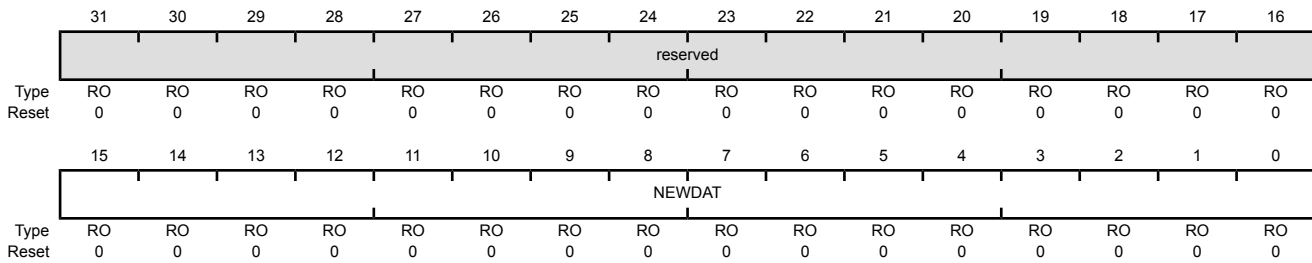 31 30 29 28 27 26 25 24 23 22 21 20 19 18 17 16
reserved
Type RO RO RO RO RO RO RO RO RO RO RO RO RO RO RO RO
Reset 0 0 0 0 0 0 0 0 0 0 0 0 0 0 0 0
15 14 13 12 11 10 9 8 7 6 5 4 3 2 1 0
NEWDAT
Type RO RO RO RO RO RO RO RO RO RO RO RO RO RO RO RO
Reset 0 0 0 0 0 0 0 0 0 0 0 0 0 0 0 0